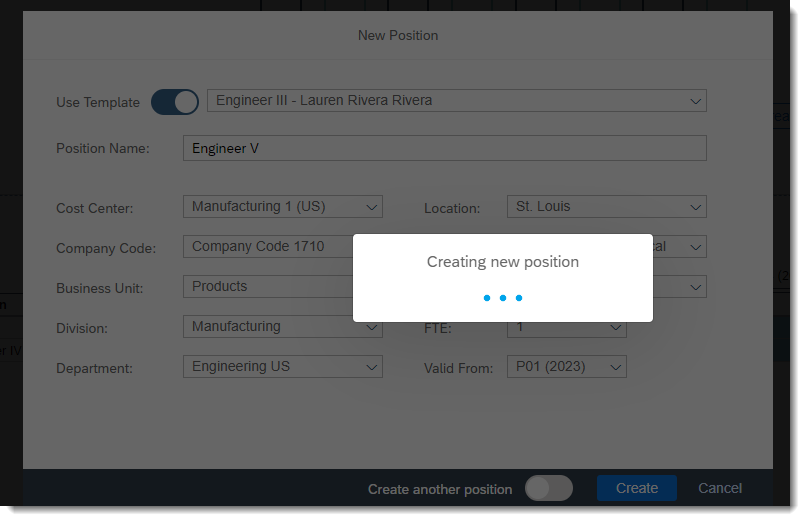 New Position
Use Template Engineer III - Lauren Rivera Rivera
Position Name: Engineer V
Cost Center: Manufacturing 1 (US) Location: St. Louis
Company Code: Company Code 1710
Creating new position
Business Unit: Products
Division: Manufacturing FTE: 1
Department: Engineering US Valid From: P01 (2023)
Create another position Create Cancel